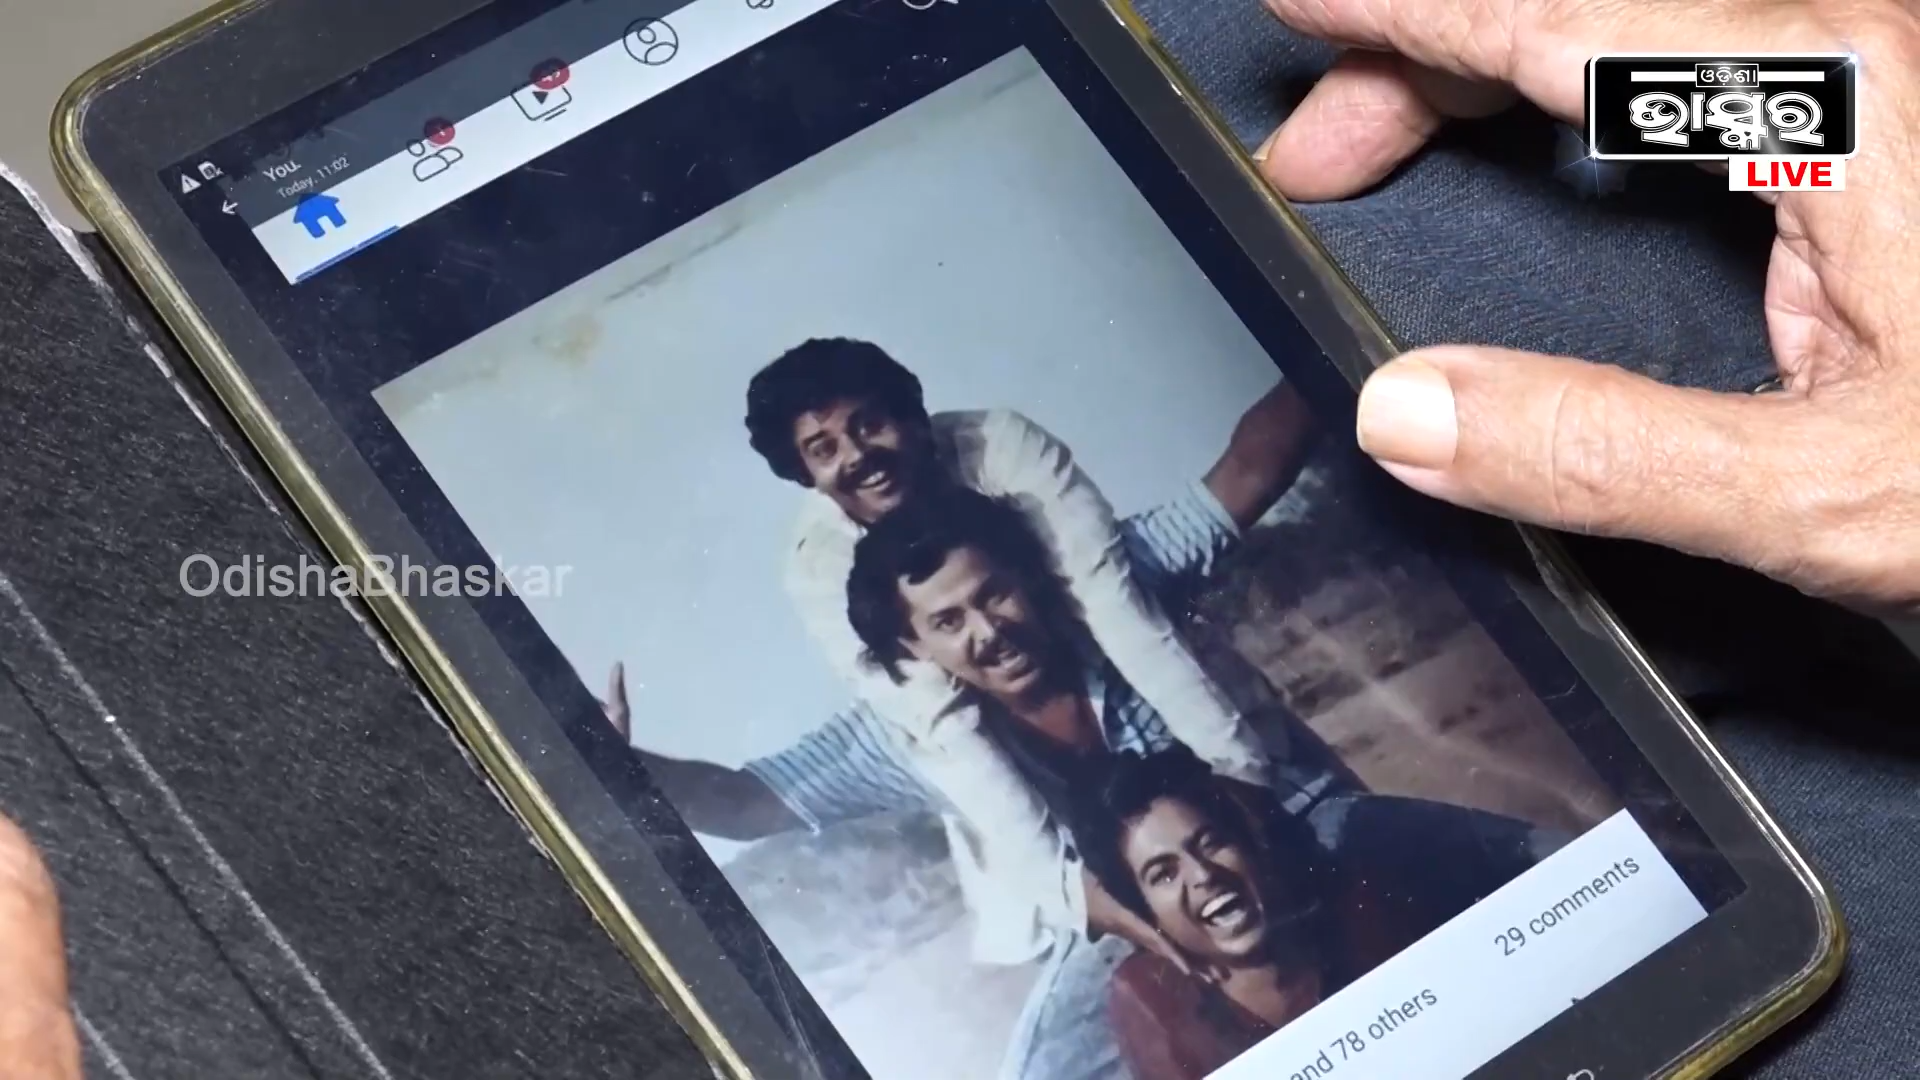 ଓଡ଼ିଶା
ଭାସ୍କର
LIVE
You.
Today, 11:02
OdishaBhaskar
29 comments
and 78 others